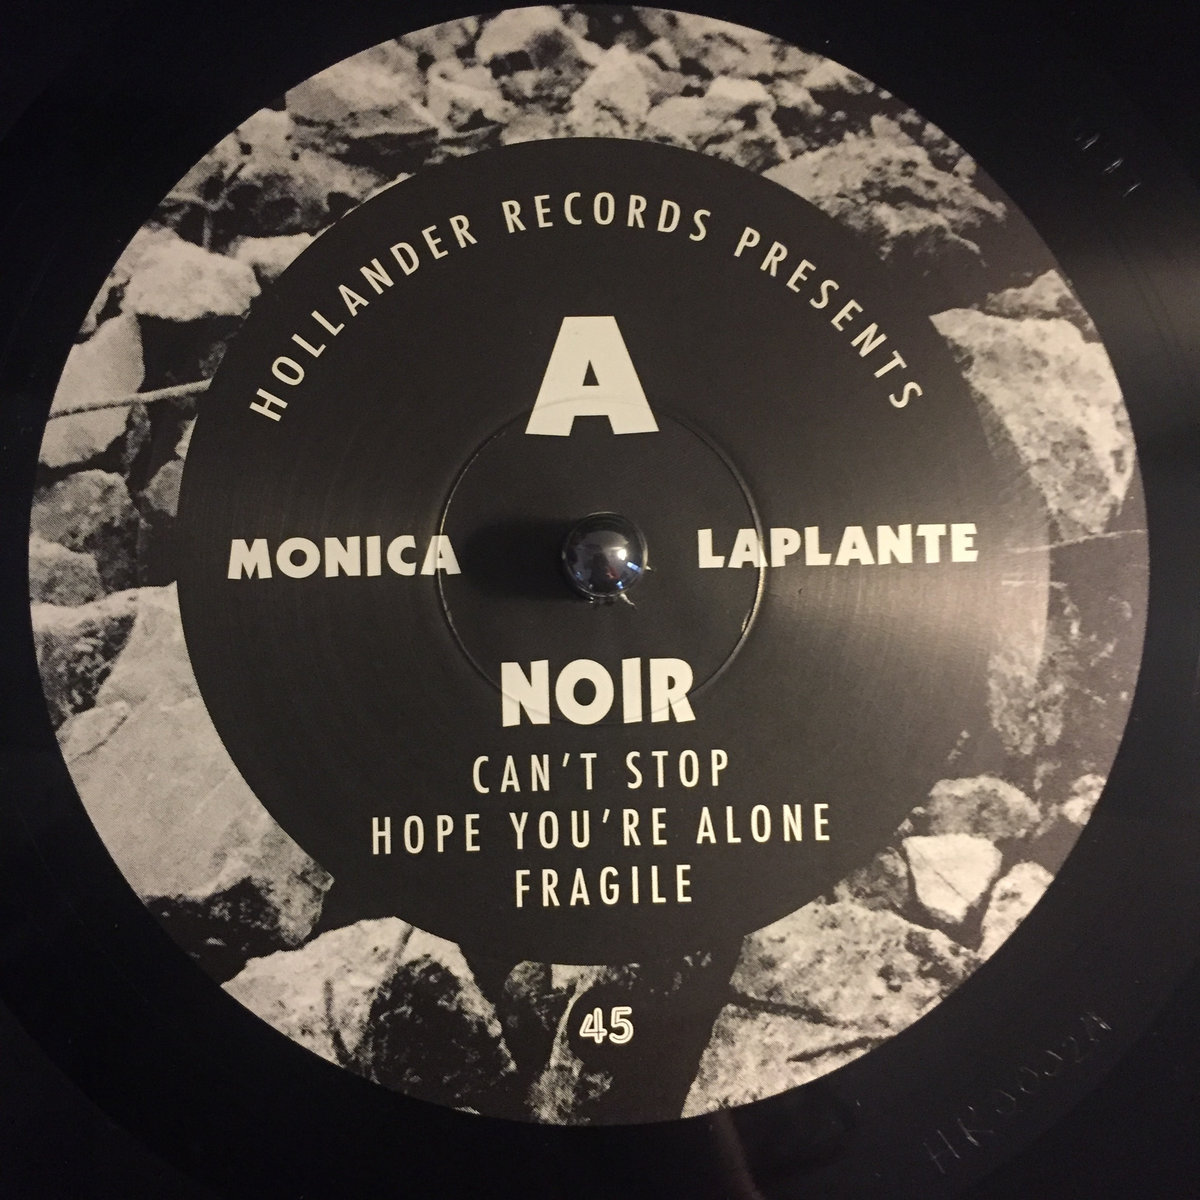 HOLLANDER RECORDS PRESENTS
A
MONICA LAPLANTE
NOIR
CAN'T STOP
HOPE YOU'RE ALONE
FRAGILE
45